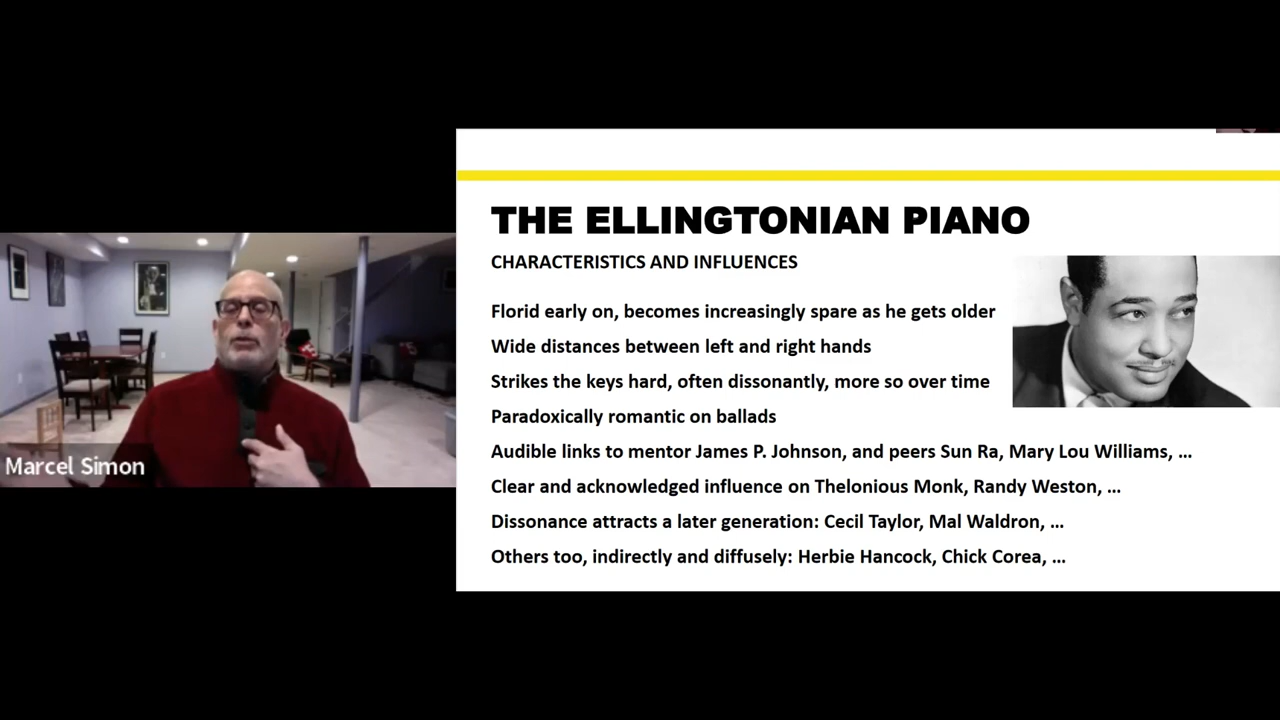 THE ELLINGTONIAN PIANO
CHARACTERISTICS AND INFLUENCES
Florid early on, becomes increasingly spare as he gets older
Wide distances between left and right hands
Strikes the keys hard, often dissonantly, more so over time
Paradoxically romantic on ballads
Audible links to mentor James P. Johnson, and peers Sun Ra, Mary Lou Williams, ...
Clear and acknowledged influence on Thelonious Monk, Randy Weston, ...
Dissonance attracts a later generation: Cecil Taylor, Mal Waldron, ...
Others too, indirectly and diffusely: Herbie Hancock, Chick Corea, ...
Marcel Simon